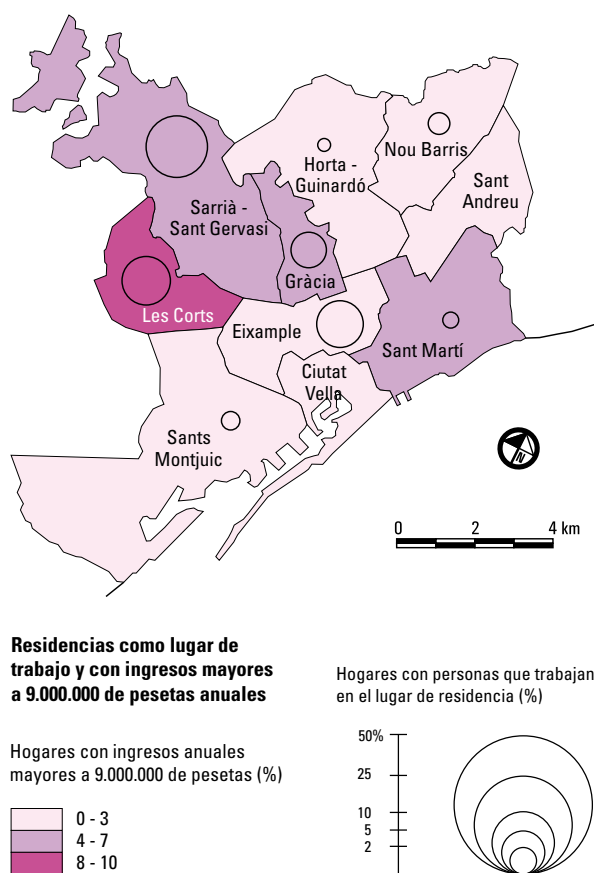 Nou Barris
Horta -
Guinardó
Sant
Andreu
Sarrià -
Sant Gervasi
Gràcia
Les Corts
Eixample
Sant Martí
Ciutat
Vella
Sants
Montjuic
N
0 2 4 km
Residencias como lugar de
trabajo y con ingresos mayores
a 9.000.000 de pesetas anuales
Hogares con ingresos anuales
mayores a 9.000.000 de pesetas (%)
0 - 3
4 - 7
8 - 10
Hogares con personas que trabajan
en el lugar de residencia (%)
50%
25
10
5
2